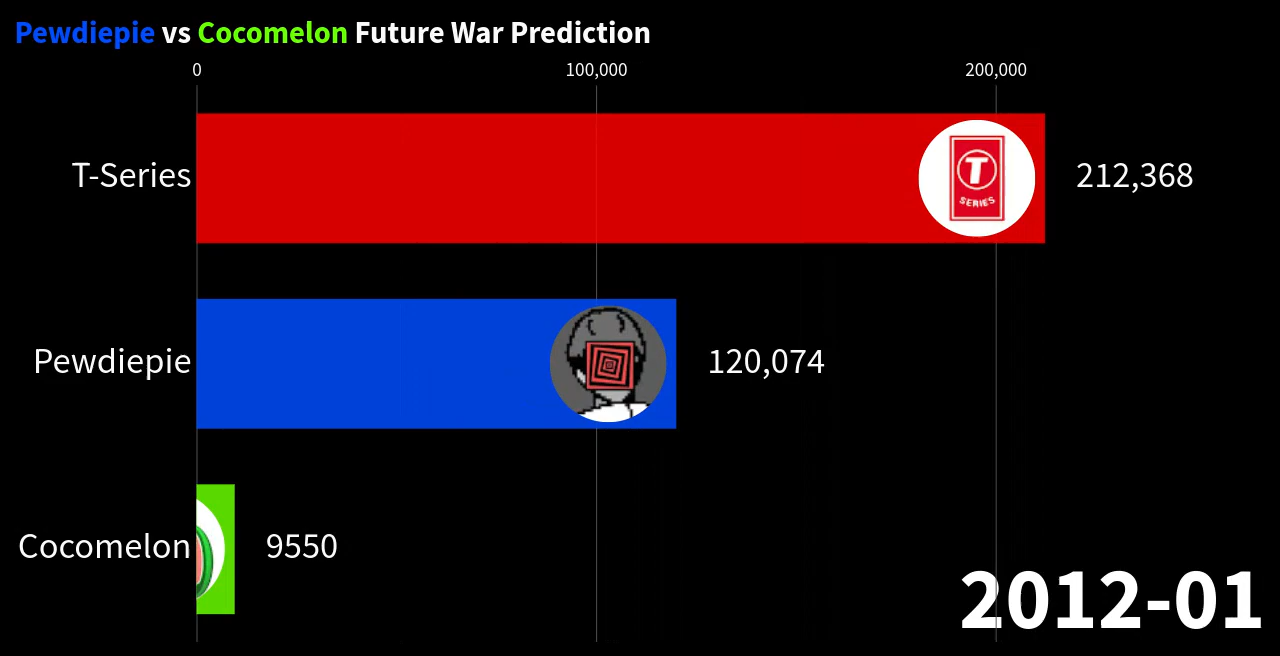 Pewdiepie vs Cocomelon Future War Prediction
0 100,000 200,000
T-Series T SERIES 212,368
Pewdiepie 120,074
Cocomelon 9550
2012-01